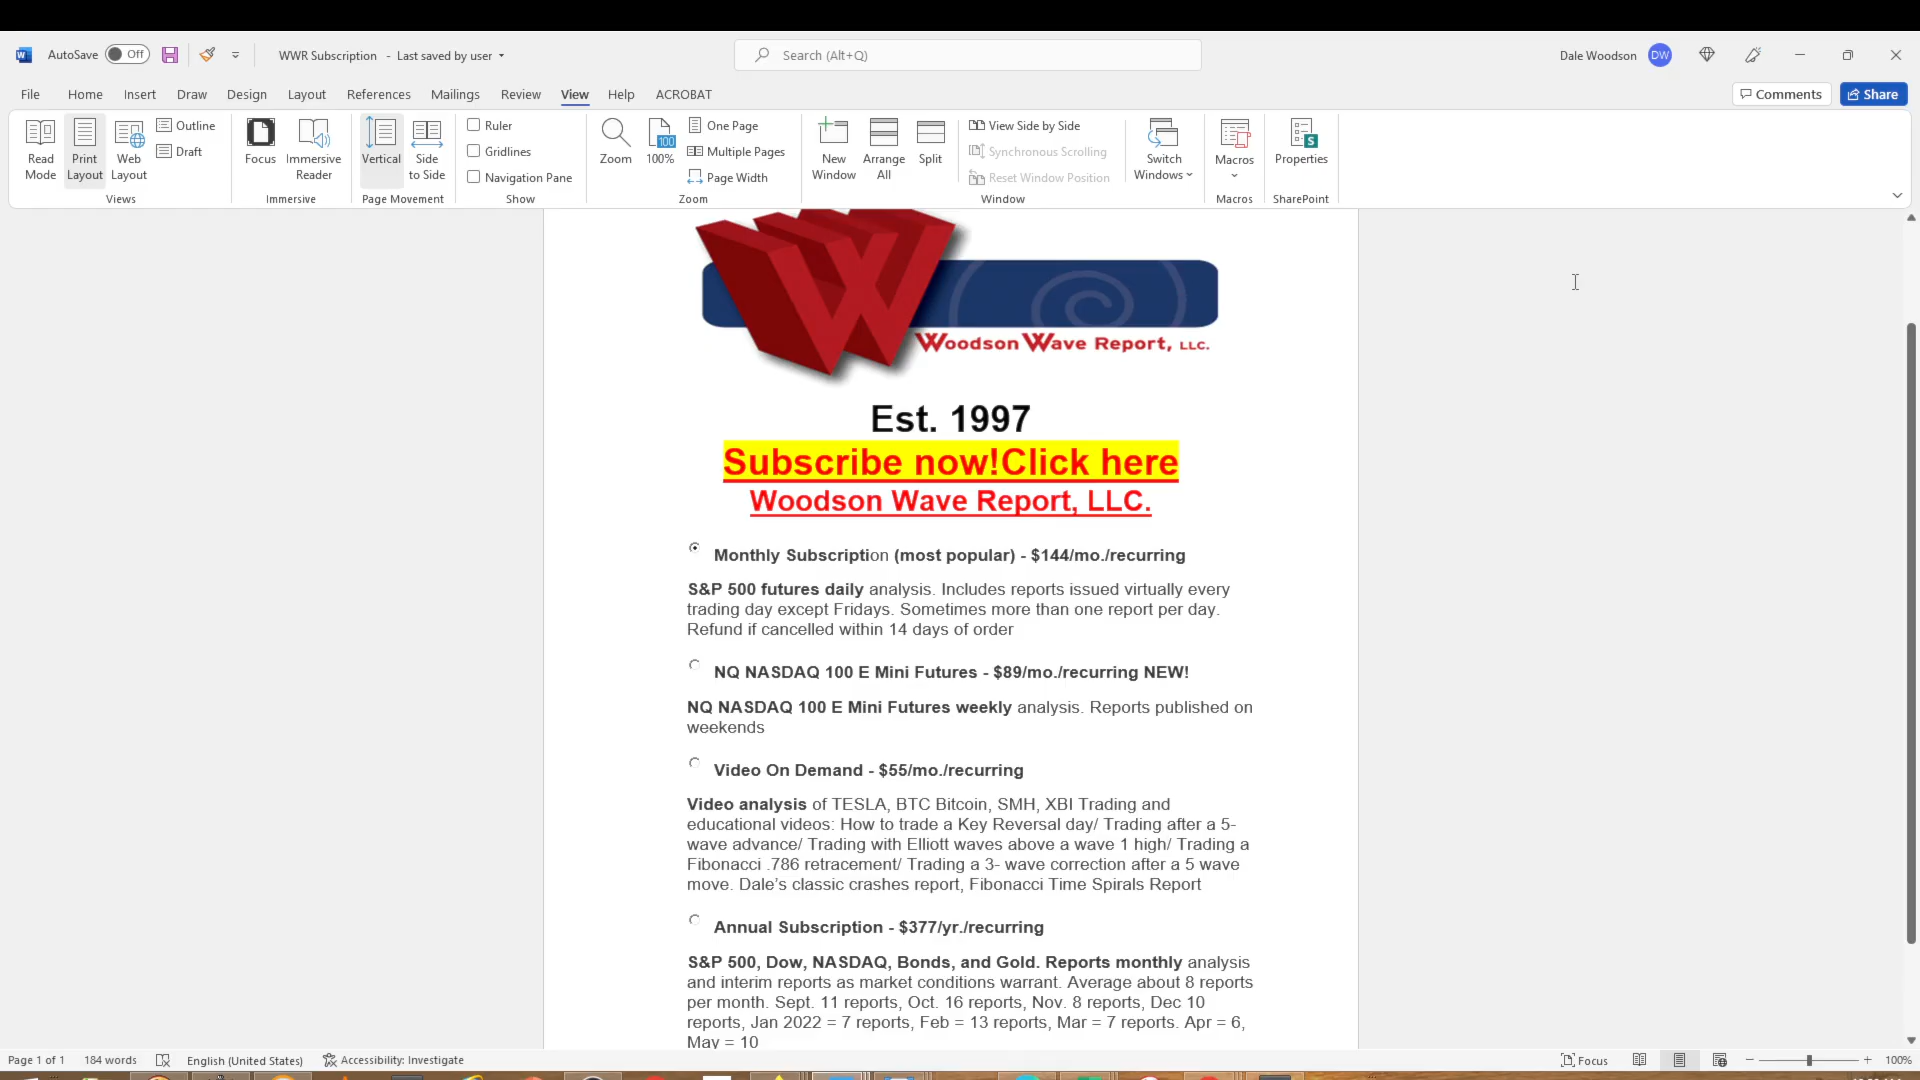 AutoSave Off WWR Subscription - Last saved by user Search (Alt+Q) Dale Woodson DW
File Home Insert Draw Design Layout References Mailings Review View Help ACROBAT Comments Share
Read Mode
Print Layout
Web Layout
Outline
Draft
Views
Focus
Immersive Reader
Immersive
Vertical
Side to Side
Page Movement
Ruler
Gridlines
Navigation Pane
Show
Zoom
100
100%
One Page
Multiple Pages
Page Width
Zoom
New Window
Arrange All
Split
View Side by Side
Synchronous Scrolling
Reset Window Position
Switch Windows
Window
Macros
Macros
Properties
SharePoint
Woodson Wave Report, LLC.
Est. 1997
Subscribe now!Click here
Woodson Wave Report, LLC.
Monthly Subscription (most popular) - $144/mo./recurring
S&P 500 futures daily analysis. Includes reports issued virtually every
trading day except Fridays. Sometimes more than one report per day.
Refund if cancelled within 14 days of order
NQ NASDAQ 100 E Mini Futures - $89/mo./recurring NEW!
NQ NASDAQ 100 E Mini Futures weekly analysis. Reports published on
weekends
Video On Demand - $55/mo./recurring
Video analysis of TESLA, BTC Bitcoin, SMH, XBI Trading and
educational videos: How to trade a Key Reversal day/ Trading after a 5-
wave advance/ Trading with Elliott waves above a wave 1 high/ Trading a
Fibonacci .786 retracement/ Trading a 3- wave correction after a 5 wave
move. Dale’s classic crashes report, Fibonacci Time Spirals Report
Annual Subscription - $377/yr./recurring
S&P 500, Dow, NASDAQ, Bonds, and Gold. Reports monthly analysis
and interim reports as market conditions warrant. Average about 8 reports
per month. Sept. 11 reports, Oct. 16 reports, Nov. 8 reports, Dec 10
reports, Jan 2022 = 7 reports, Feb = 13 reports, Mar = 7 reports. Apr = 6,
May = 10
Page 1 of 1 184 words English (United States) Accessibility: Investigate Focus 100%